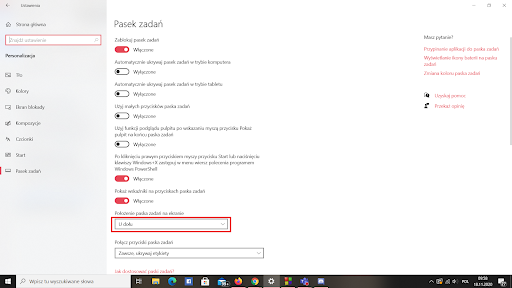 Ustawienia
Strona główna
Znajdź ustawienie
Personalizacja
Tło
Kolory
Ekran blokady
Kompozycje
Czcionki
Start
Pasek zadań
Pasek zadań
Zablokuj pasek zadań
Włączone
Automatycznie ukrywaj pasek zadań w trybie komputera
Wyłączone
Automatycznie ukrywaj pasek zadań w trybie tabletu
Wyłączone
Użyj małych przycisków paska zadań
Wyłączone
Użyj funkcji podglądu pulpitu po wskazaniu myszą przycisku Pokaż
pulpit na końcu paska zadań
Wyłączone
Po kliknięciu prawym przyciskiem myszy przycisku Start lub naciśnięciu
klawiszy Windows+X zastąp w menu wiersz polecenia programem
Windows PowerShell
Włączone
Pokaż wskaźniki na przyciskach paska zadań
Włączone
Położenie paska zadań na ekranie
U dołu
Połącz przyciski paska zadań
Zawsze, ukrywaj etykiety
Jak dostosować paski zadań?
Masz pytanie?
Przypinanie aplikacji do paska zadań
Wyświetlanie ikony baterii na pasku
zadań
Zmiana koloru paska zadań
Uzyskaj pomoc
Przekaż opinię
Wpisz tu wyszukiwane słowa
POL
09:58
18.11.2020